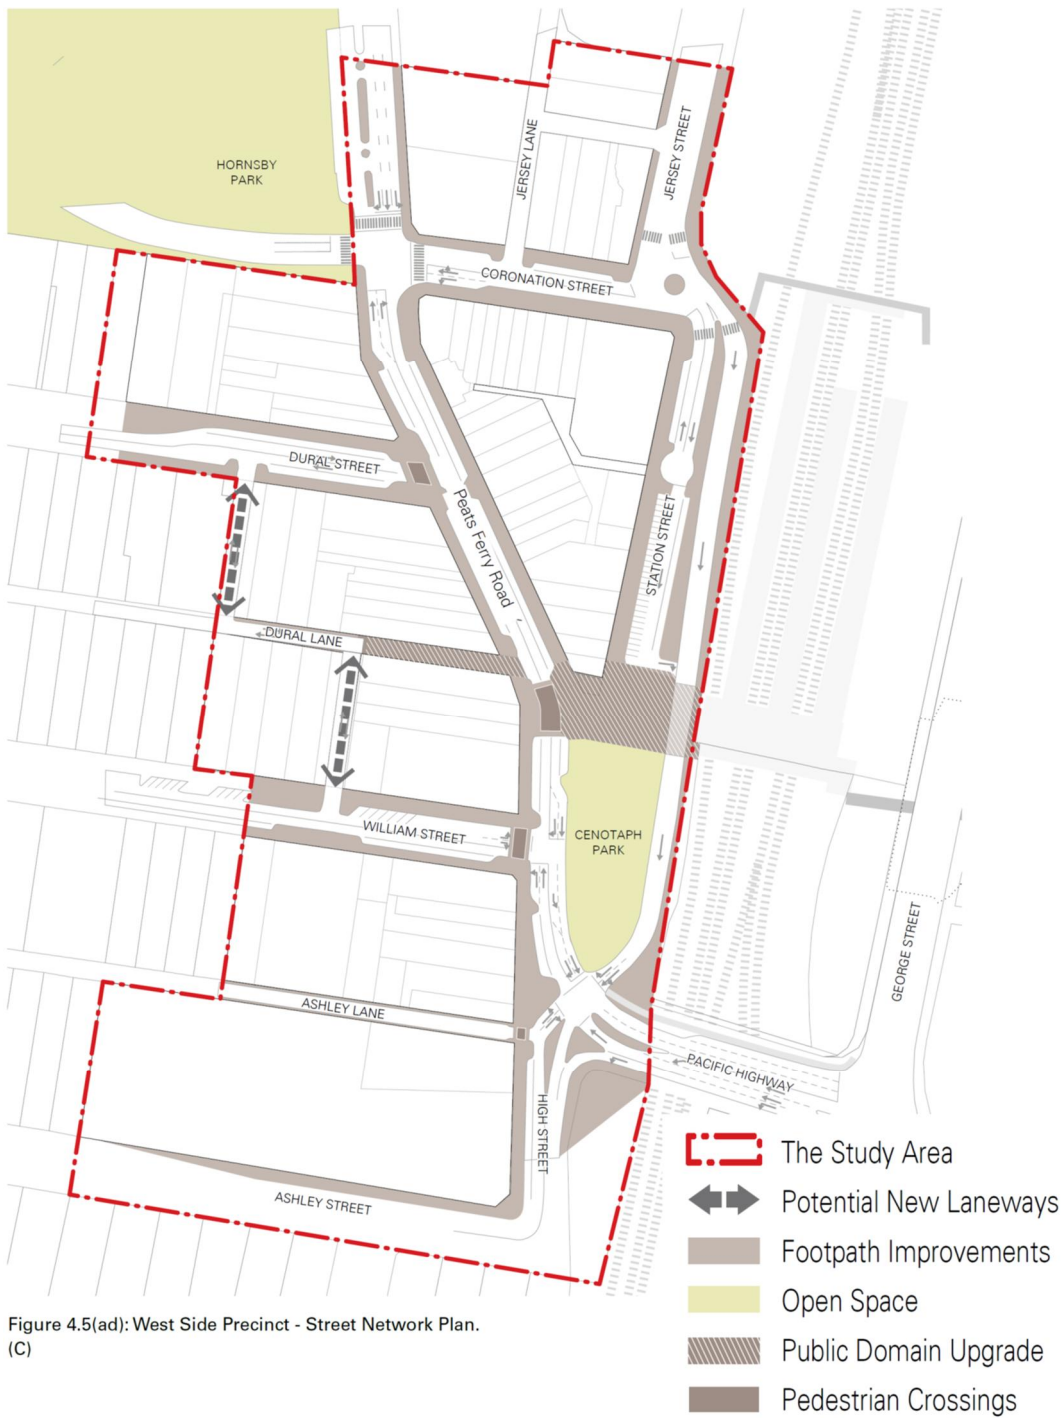 HORNSBY
PARK
JERSEY LANE
JERSEY STREET
CORONATION STREET
DURAL STREET
Peats Ferry Road
STATION STREET
DURAL LANE
WILLIAM STREET
CENOTAPH
PARK
GEORGE STREET
ASHLEY LANE
PACIFIC HIGHWAY
HIGH STREET
ASHLEY STREET
The Study Area
Potential New Laneways
Footpath Improvements
Open Space
Public Domain Upgrade
Pedestrian Crossings
Figure 4.5(ad): West Side Precinct - Street Network Plan.
(C)